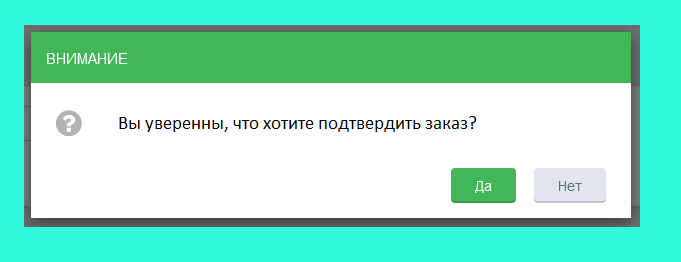 ВНИМАНИЕ
Вы уверенны, что хотите подтвердить заказ?
Да Нет